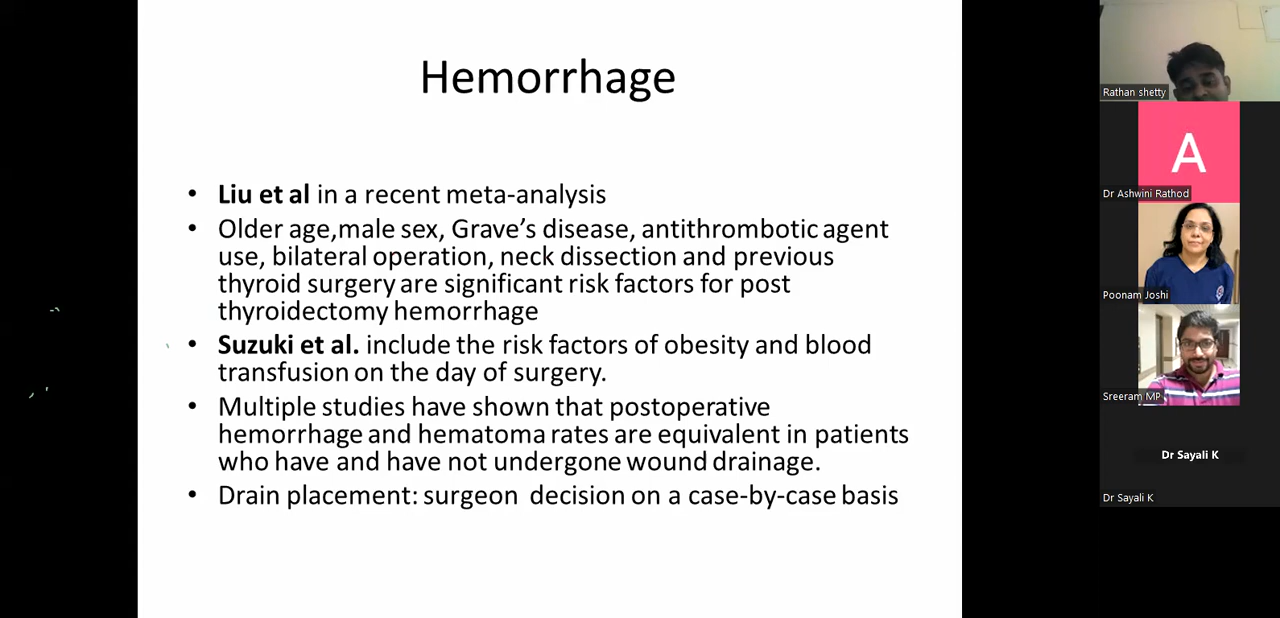 Hemorrhage
• Liu et al in a recent meta-analysis
• Older age,male sex, Grave's disease, antithrombotic agent
use, bilateral operation, neck dissection and previous
thyroid surgery are significant risk factors for post
thyroidectomy hemorrhage
• Suzuki et al. include the risk factors of obesity and blood
transfusion on the day of surgery.
• Multiple studies have shown that postoperative
hemorrhage and hematoma rates are equivalent in patients
who have and have not undergone wound drainage.
• Drain placement: surgeon  decision on a case-by-case basis
Rathan shetty
A
Dr Ashwini Rathod
Poonam Joshi
Sreeram MP
Dr Sayali K
Dr Sayali K